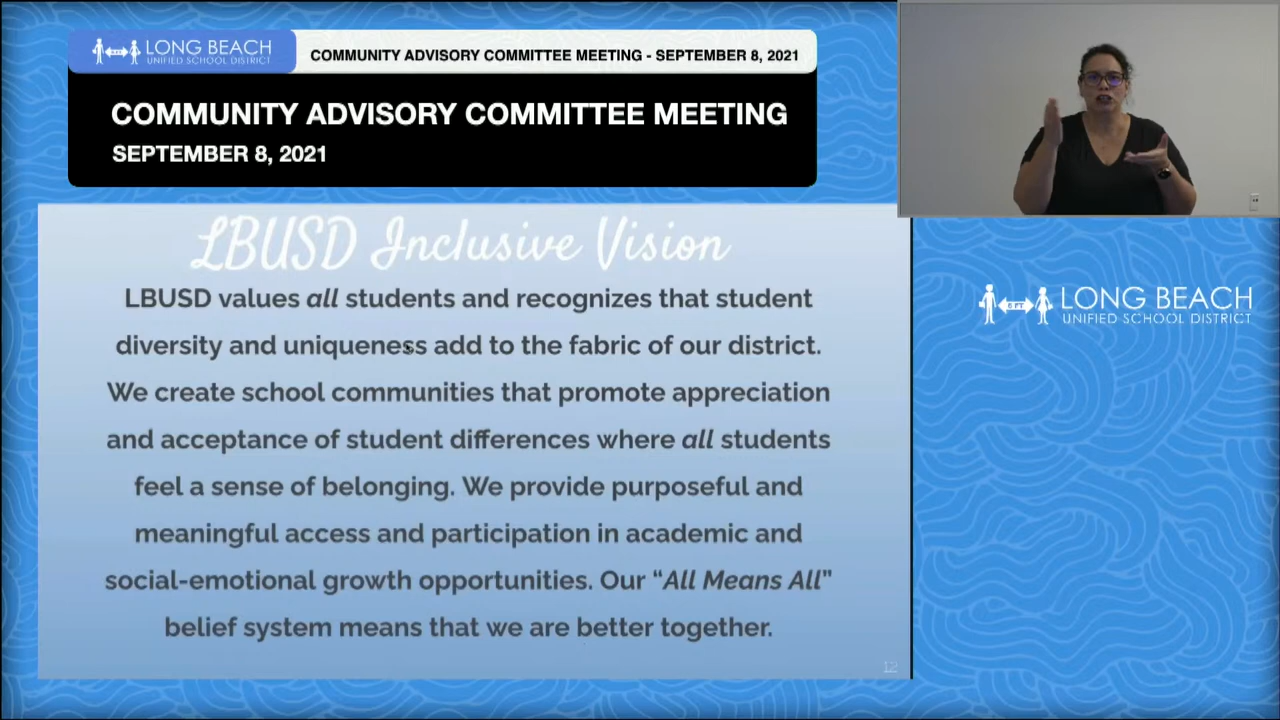 LONG BEACH
UNIFIED SCHOOL DISTRICT
COMMUNITY ADVISORY COMMITTEE MEETING - SEPTEMBER 8, 2021
COMMUNITY ADVISORY COMMITTEE MEETING
SEPTEMBER 8, 2021
LBUSD Inclusive Vision
LBUSD values all students and recognizes that student
diversity and uniqueness add to the fabric of our district.
We create school communities that promote appreciation
and acceptance of student differences where all students
feel a sense of belonging. We provide purposeful and
meaningful access and participation in academic and
social-emotional growth opportunities. Our “All Means All”
belief system means that we are better together.
12
6 FT
LONG BEACH
UNIFIED SCHOOL DISTRICT